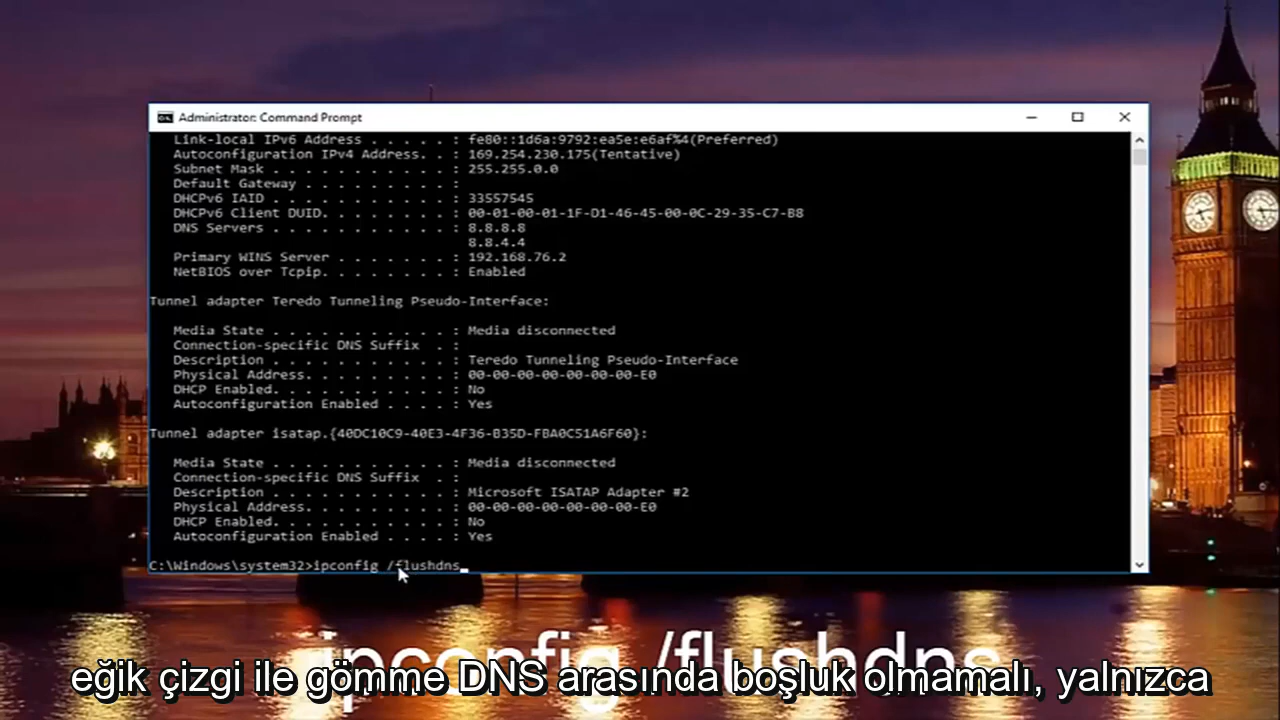 Administrator: Command Prompt
Link-local IPv6 Address . . . . . : fe80::1d6a:9792:ea5e:e6af%4(Preferred)
Autoconfiguration IPv4 Address. . : 169.254.230.175(Tentative)
Subnet Mask . . . . . . . . . . . : 255.255.0.0
Default Gateway . . . . . . . . . :
DHCPv6 IAID . . . . . . . . . . . : 33557545
DHCPv6 Client DUID. . . . . . . . : 00-01-00-01-1F-D1-46-45-00-0C-29-35-C7-B8
DNS Servers . . . . . . . . . . . : 8.8.8.8
8.8.4.4
Primary WINS Server . . . . . . . : 192.168.76.2
NetBIOS over Tcpip. . . . . . . . : Enabled
Tunnel adapter Teredo Tunneling Pseudo-Interface:
Media State . . . . . . . . . . . : Media disconnected
Connection-specific DNS Suffix  . :
Description . . . . . . . . . . . : Teredo Tunneling Pseudo-Interface
Physical Address. . . . . . . . . : 00-00-00-00-00-00-00-E0
DHCP Enabled. . . . . . . . . . . : No
Autoconfiguration Enabled . . . . : Yes
Tunnel adapter isatap.{40DC10C9-40E3-4F36-B35D-FBA0C51A6F60}:
Media State . . . . . . . . . . . : Media disconnected
Connection-specific DNS Suffix  . :
Description . . . . . . . . . . . : Microsoft ISATAP Adapter #2
Physical Address. . . . . . . . . : 00-00-00-00-00-00-00-E0
DHCP Enabled. . . . . . . . . . . : No
Autoconfiguration Enabled . . . . : Yes
C:\Windows\system32>ipconfig /flushdns
ipconfig /flushdns
eğik çizgi ile gömme DNS arasında boşluk olmamalı, yalnızca